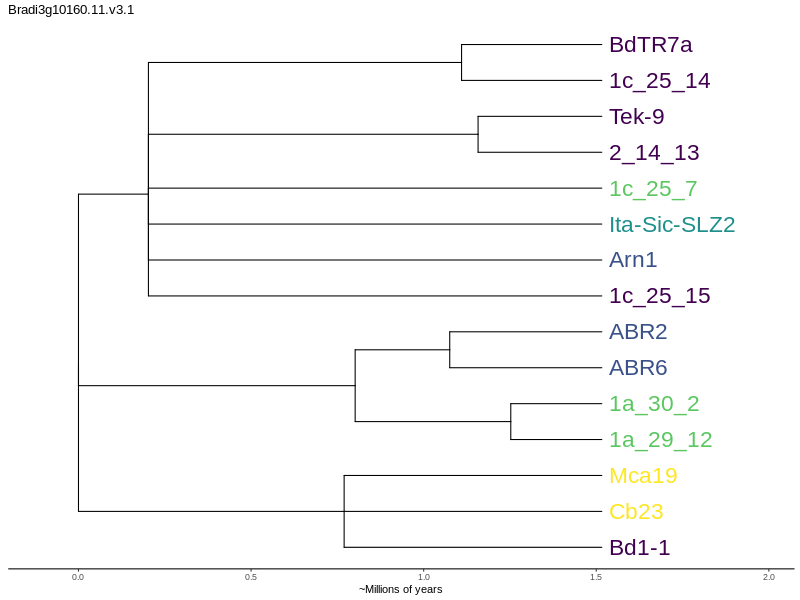 Bradi3g10160.11.v3.1
BdTR7a
1c_25_14
Tek-9
2_14_13
1c_25_7
Ita-Sic-SLZ2
Arn1
1c_25_15
ABR2
ABR6
1a_30_2
1a_29_12
Mca19
Cb23
Bd1-1
0.0 0.5 1.0 1.5 2.0
~Millions of years